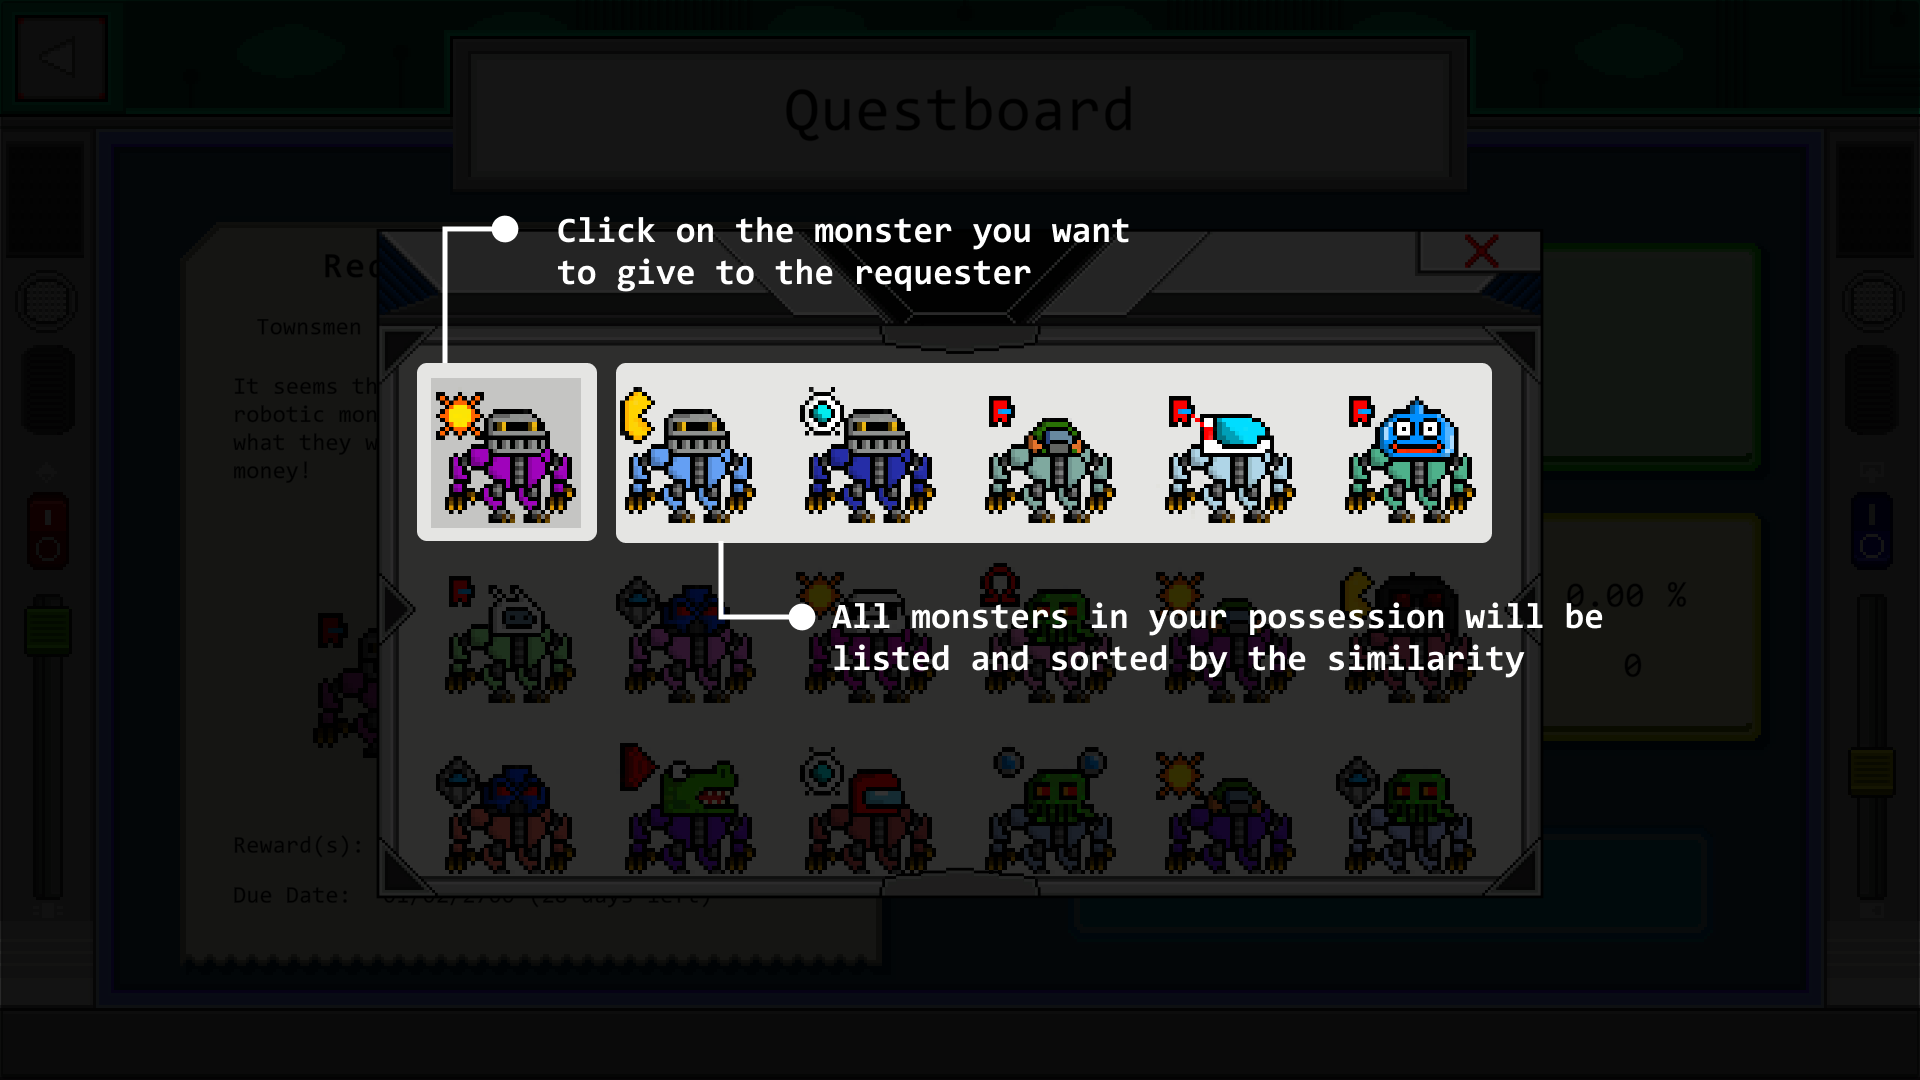 Questboard
Click on the monster you want
to give to the requester
Townsmen
It seems
robotic mon
what they
money!
All monsters in your possession will be
listed and sorted by the similarity
0.00 %
0
Reward(s):
Due Date: